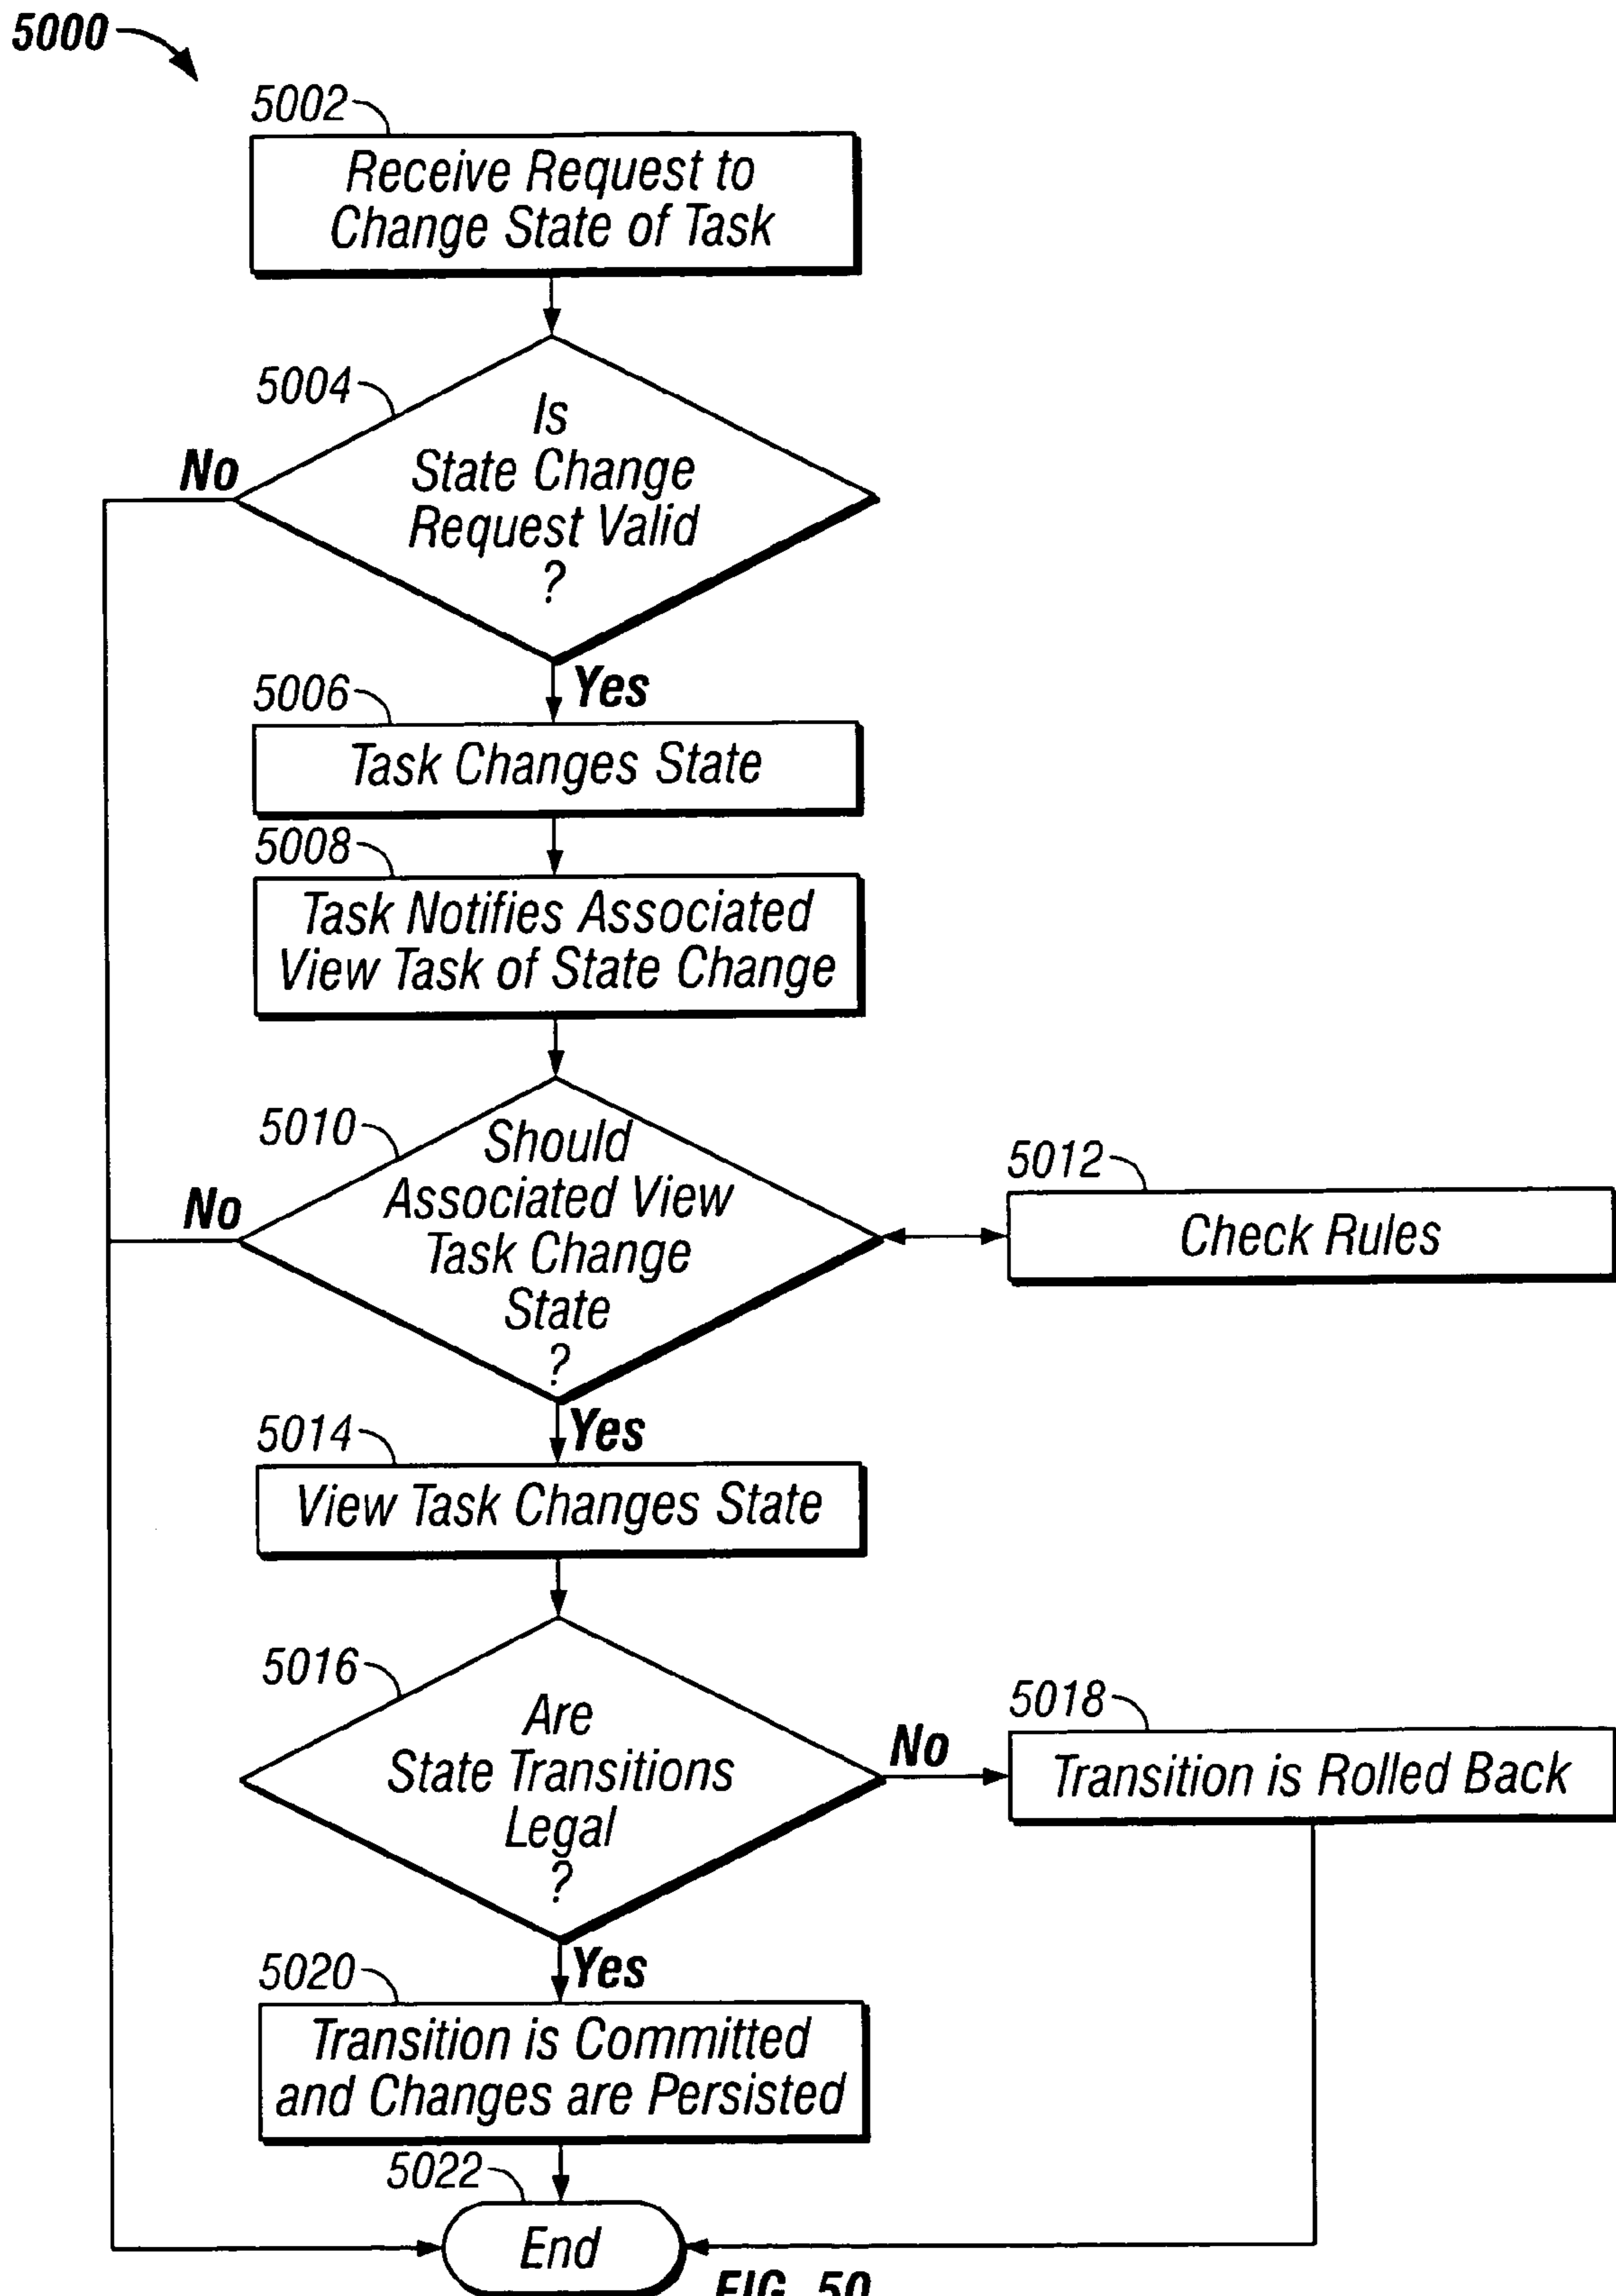 5000
5002
Receive Request to
Change State of Task
5004
Is
State Change
Request Valid
?
No
Yes
5006
Task Changes State
5008
Task Notifies Associated
View Task of State Change
5010
Should
Associated View
Task Change
State
?
No
5012
Check Rules
Yes
5014
View Task Changes State
5016
Are
State Transitions
Legal
?
No
5018
Transition is Rolled Back
Yes
5020
Transition is Committed
and Changes are Persisted
5022
End
FIG. 50